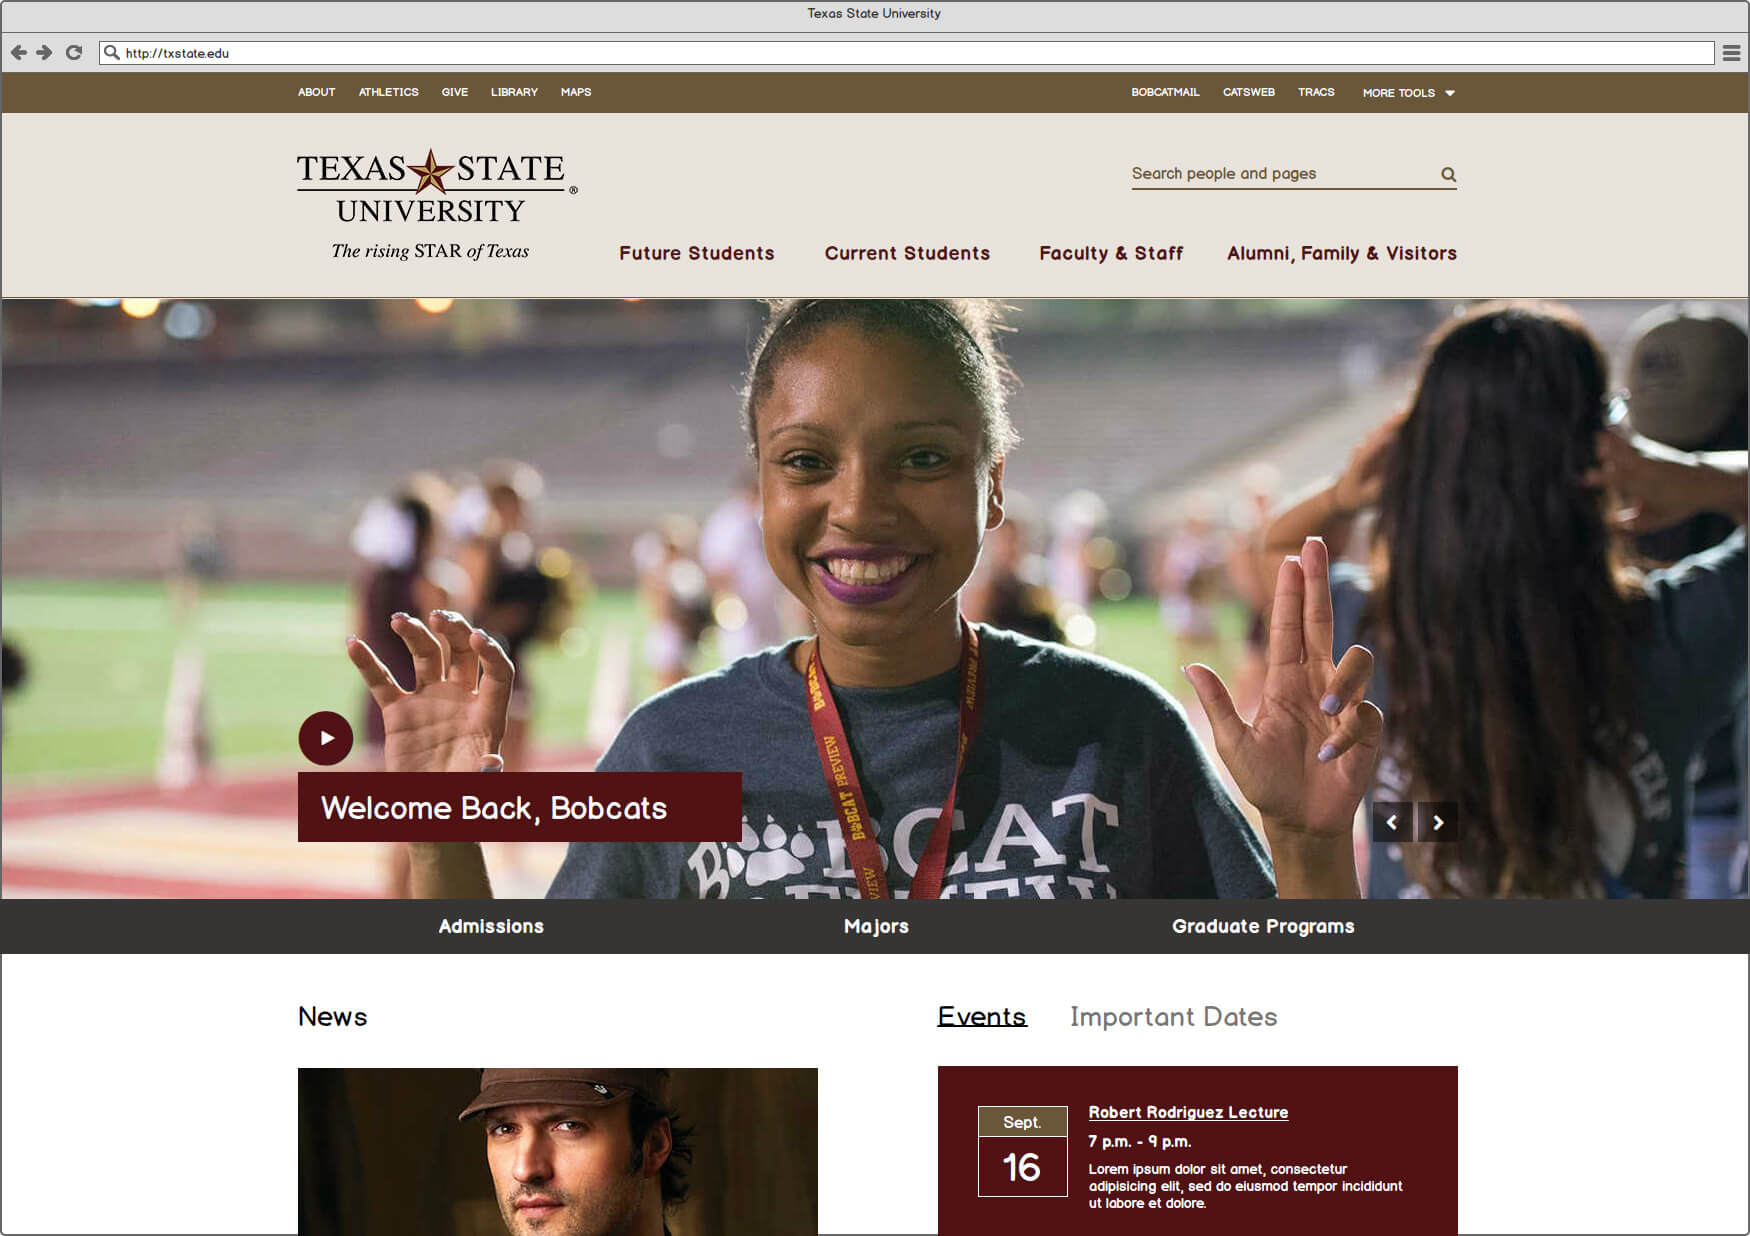 Texas State University
http://txstate.edu
ABOUT ATHLETICS GIVE LIBRARY MAPS BOBCATMAIL CATSWEB TRACS MORE TOOLS
TEXAS STATE
UNIVERSITY
®
The rising STAR of Texas
Search people and pages
Future Students Current Students Faculty & Staff Alumni, Family & Visitors
BOBCAT PREVIEW
PREVIEW
Welcome Back, Bobcats
BOBCAT
Admissions Majors Graduate Programs
News
Events Important Dates
Sept.
16
Robert Rodriguez Lecture
7 p.m. - 9 p.m.
Lorem ipsum dolor sit amet, consectetur
adipisicing elit, sed do eiusmod tempor incididunt
ut labore et dolore.